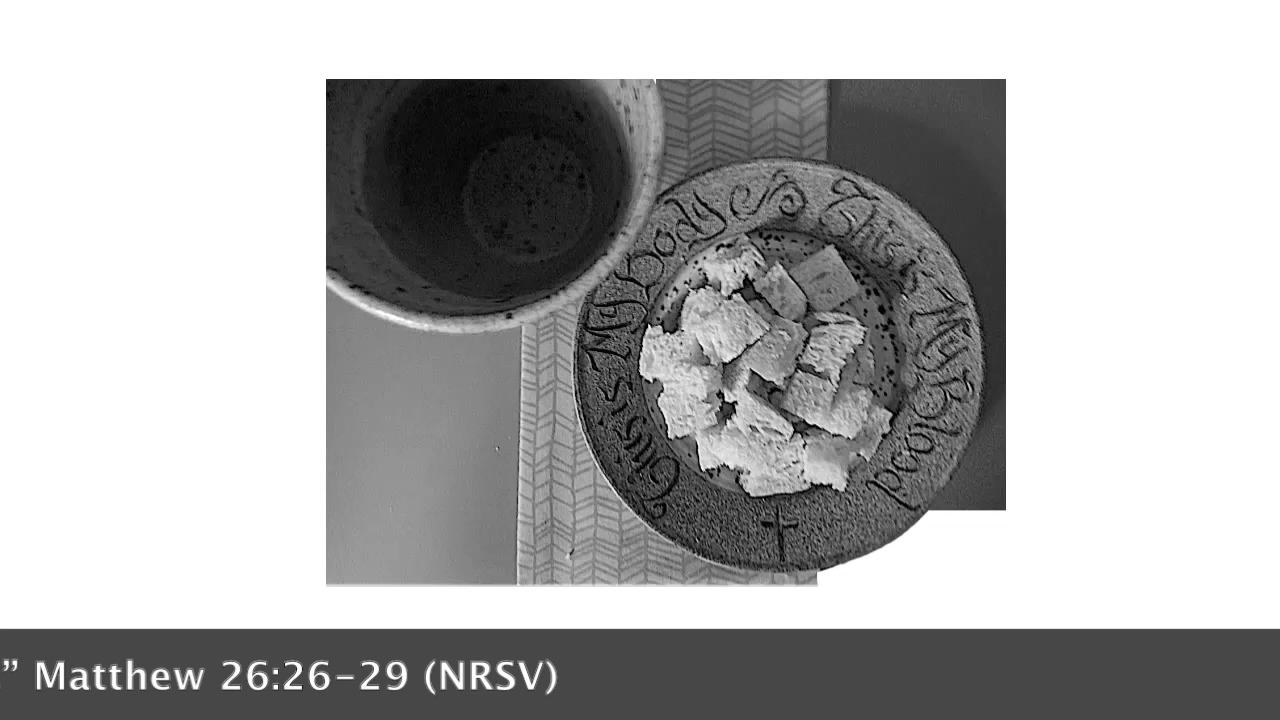 This is My Body This is My Blood
” Matthew 26:26–29 (NRSV)